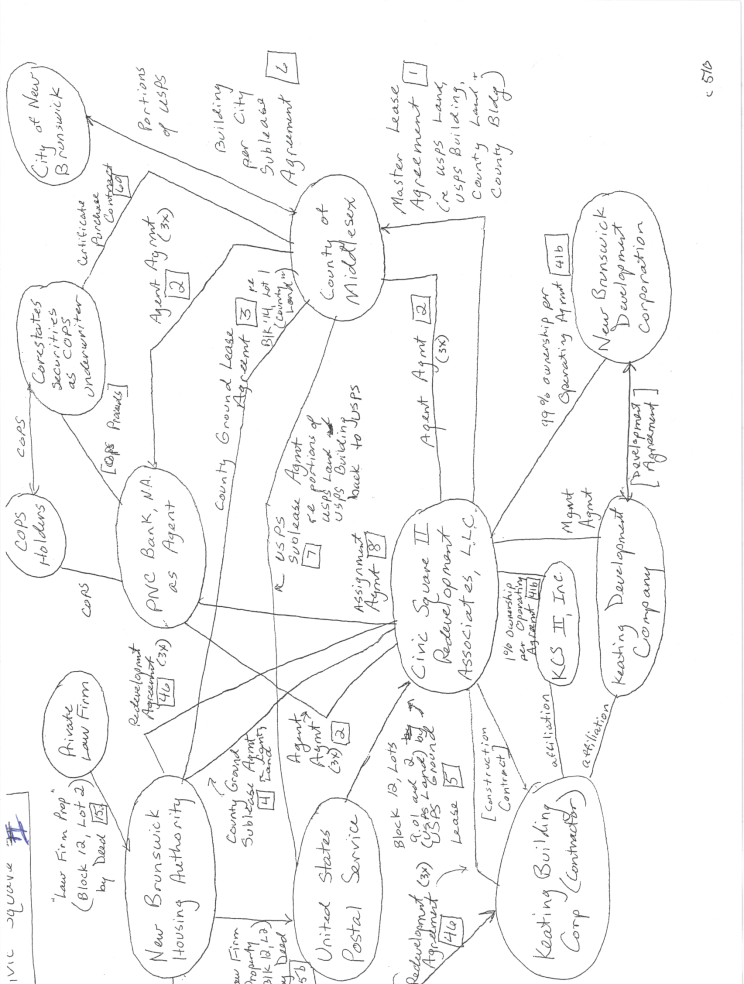 City of New
Brunswick
Portions
of USPS
Building
per City
Sublease
Agreement
6
Certificate
Purchase
Contract
Corestates
Securities
as COPS
Underwriter
COPS
COPS
Holders
COPS
[COPS Proceeds]
PNC Bank, N.A.
as Agent
Agent Agmt (3x)
2
County of
Middlesex
Master Lease
Agreement 1
(re USPS Land,
USPS Building,
County Land +
County Bldg)
County Ground Lease
Agreement 3 re
Blk 14, Lot 1
(County
Land")
USPS
Sublease Agmt
7 re portions of
USPS Land
USPS Building
back to USPS
Agent Agmt 2
(3x)
Assignment
Agmt 8
Civic Square II
Redevelopment
Associates, L.L.C.
99% ownership per
Operating Agmt 41b
New Brunswick
Development
Corporation
[Development
Agreement]
Mgmt
Agmt
1% Ownership
per Operating
Agreemt 41b
KCS II, Inc.
Keating Development
Company
affiliation
affiliation
Keating Building
Corp (Contractor)
[Construction
Contract]
Block 12, Lots
9.01 and 2
(USPS Land) by
USPS Ground
Lease 5
Redevelopment (3x)
Agreement
46
United States
Postal Service
Agent
Agmt
(3x) 2
County Ground
Sublease Agmt
4
Land
Redevelopment
Agreement
46 (3x)
Private
Law Firm
"Law Firm Prop"
(Block 12, Lot 2)
by Deed
New Brunswick
Housing Authority
Law Firm
Property
Blk 12, L2)
by Deed
5b
Civic Square II